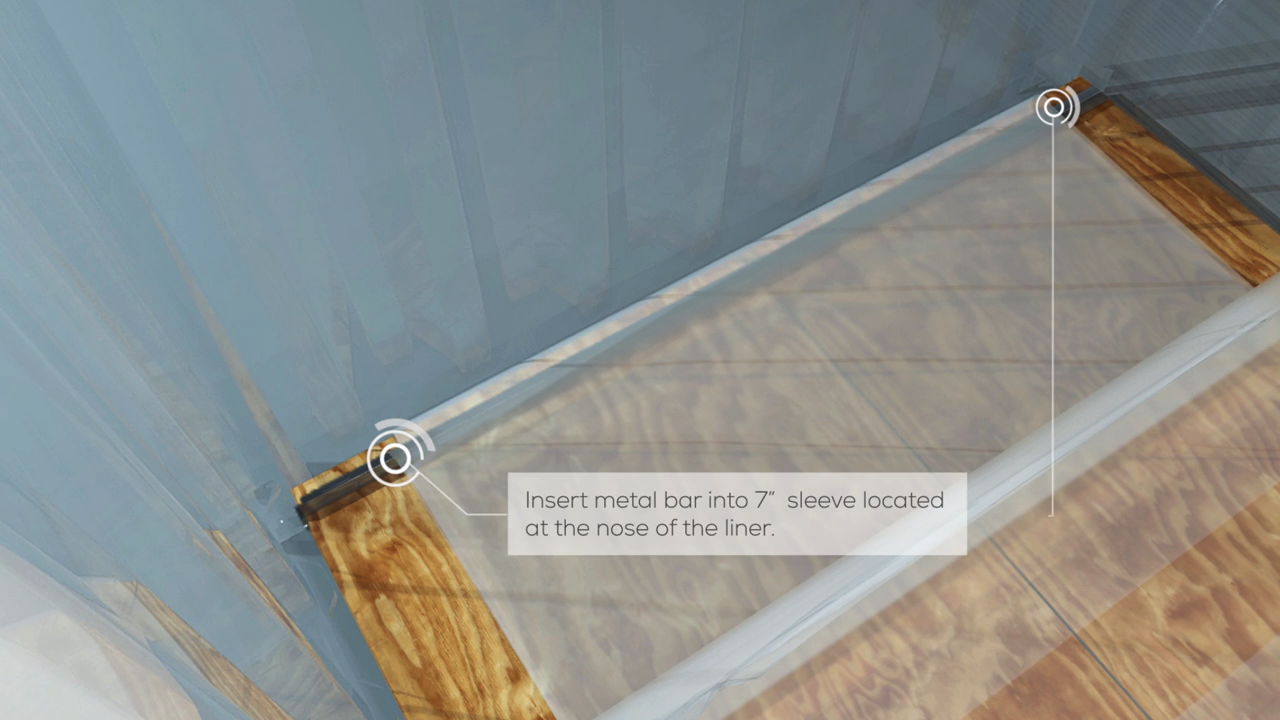 Insert metal bar into 7” sleeve located
at the nose of the liner.